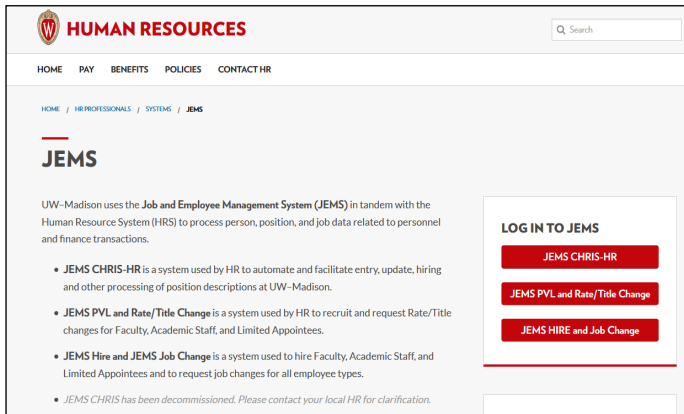 W HUMAN RESOURCES
Search
HOME PAY BENEFITS POLICIES CONTACT HR
HOME / HR PROFESSIONALS / SYSTEMS / JEMS
JEMS
UW–Madison uses the Job and Employee Management System (JEMS) in tandem with the
Human Resource System (HRS) to process person, position, and job data related to personnel
and finance transactions.
• JEMS CHRIS-HR is a system used by HR to automate and facilitate entry, update, hiring
and other processing of position descriptions at UW–Madison.
• JEMS PVL and Rate/Title Change is a system used by HR to recruit and request Rate/Title
changes for Faculty, Academic Staff, and Limited Appointees.
• JEMS Hire and JEMS Job Change is a system used to hire Faculty, Academic Staff, and
Limited Appointees and to request job changes for all employee types.
• JEMS CHRIS has been decommissioned. Please contact your local HR for clarification.
LOG IN TO JEMS
JEMS CHRIS-HR
JEMS PVL and Rate/Title Change
JEMS HIRE and Job Change